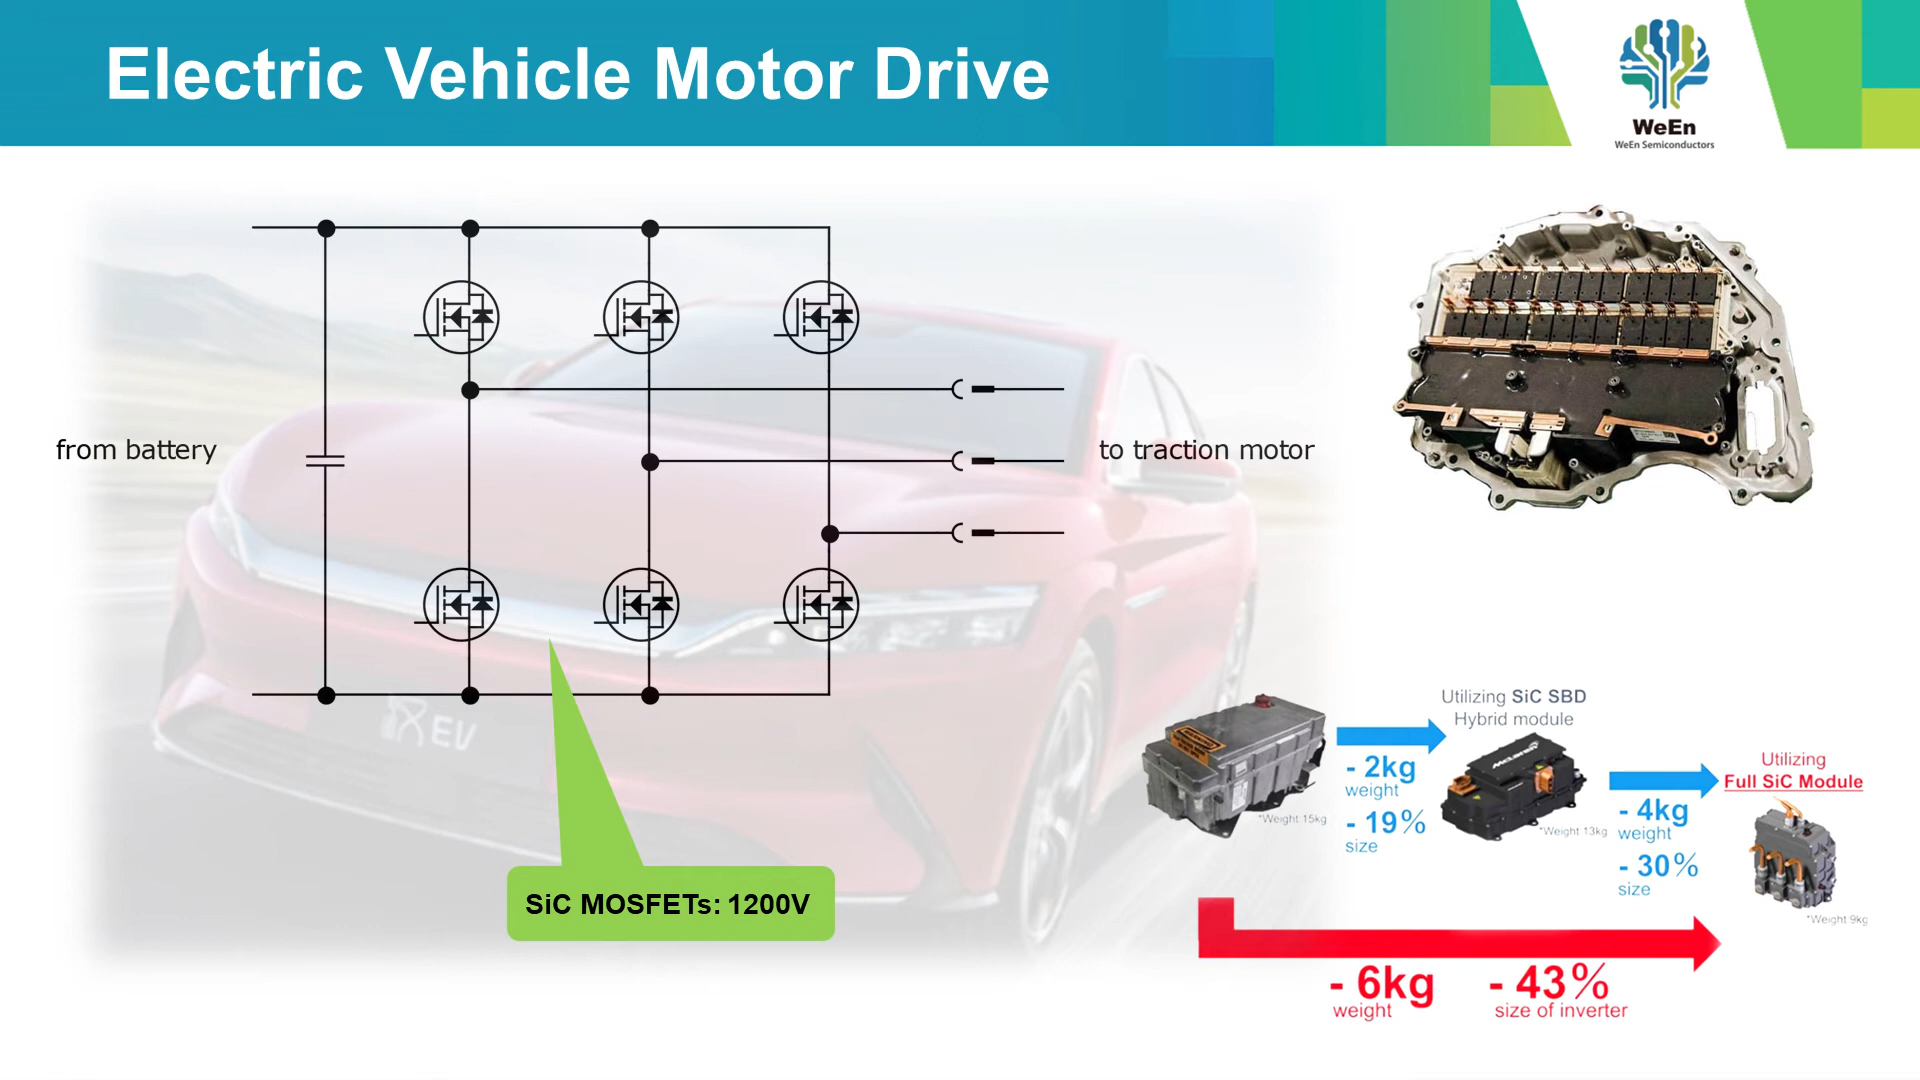 Electric Vehicle Motor Drive
WeEn
WeEn Semiconductors
from battery
to traction motor
EV
SiC MOSFETs: 1200V
Utilizing SiC SBD
Hybrid module
- 2kg
weight
- 19%
size
*Weight 15kg
McLaren
*Weight 13kg
Utilizing
Full SiC Module
- 4kg
weight
- 30%
size
*Weight 9kg
- 6kg
weight
- 43%
size of inverter